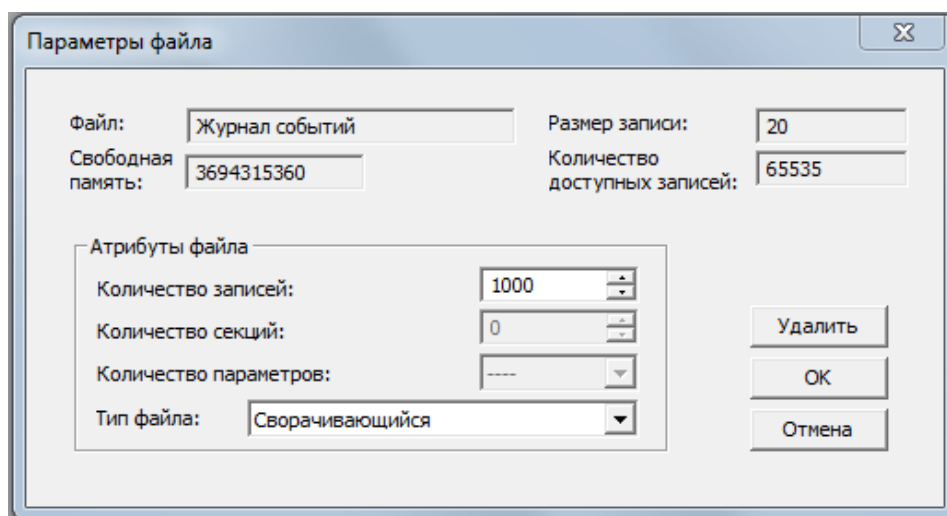 Параметры файла
Файл: Журнал событий Размер записи: 20
Свободная память: 3694315360 Количество доступных записей: 65535
Атрибуты файла
Количество записей: 1000
Количество секций: 0
Количество параметров: ----
Тип файла: Сворачивающийся
Удалить
OK
Отмена